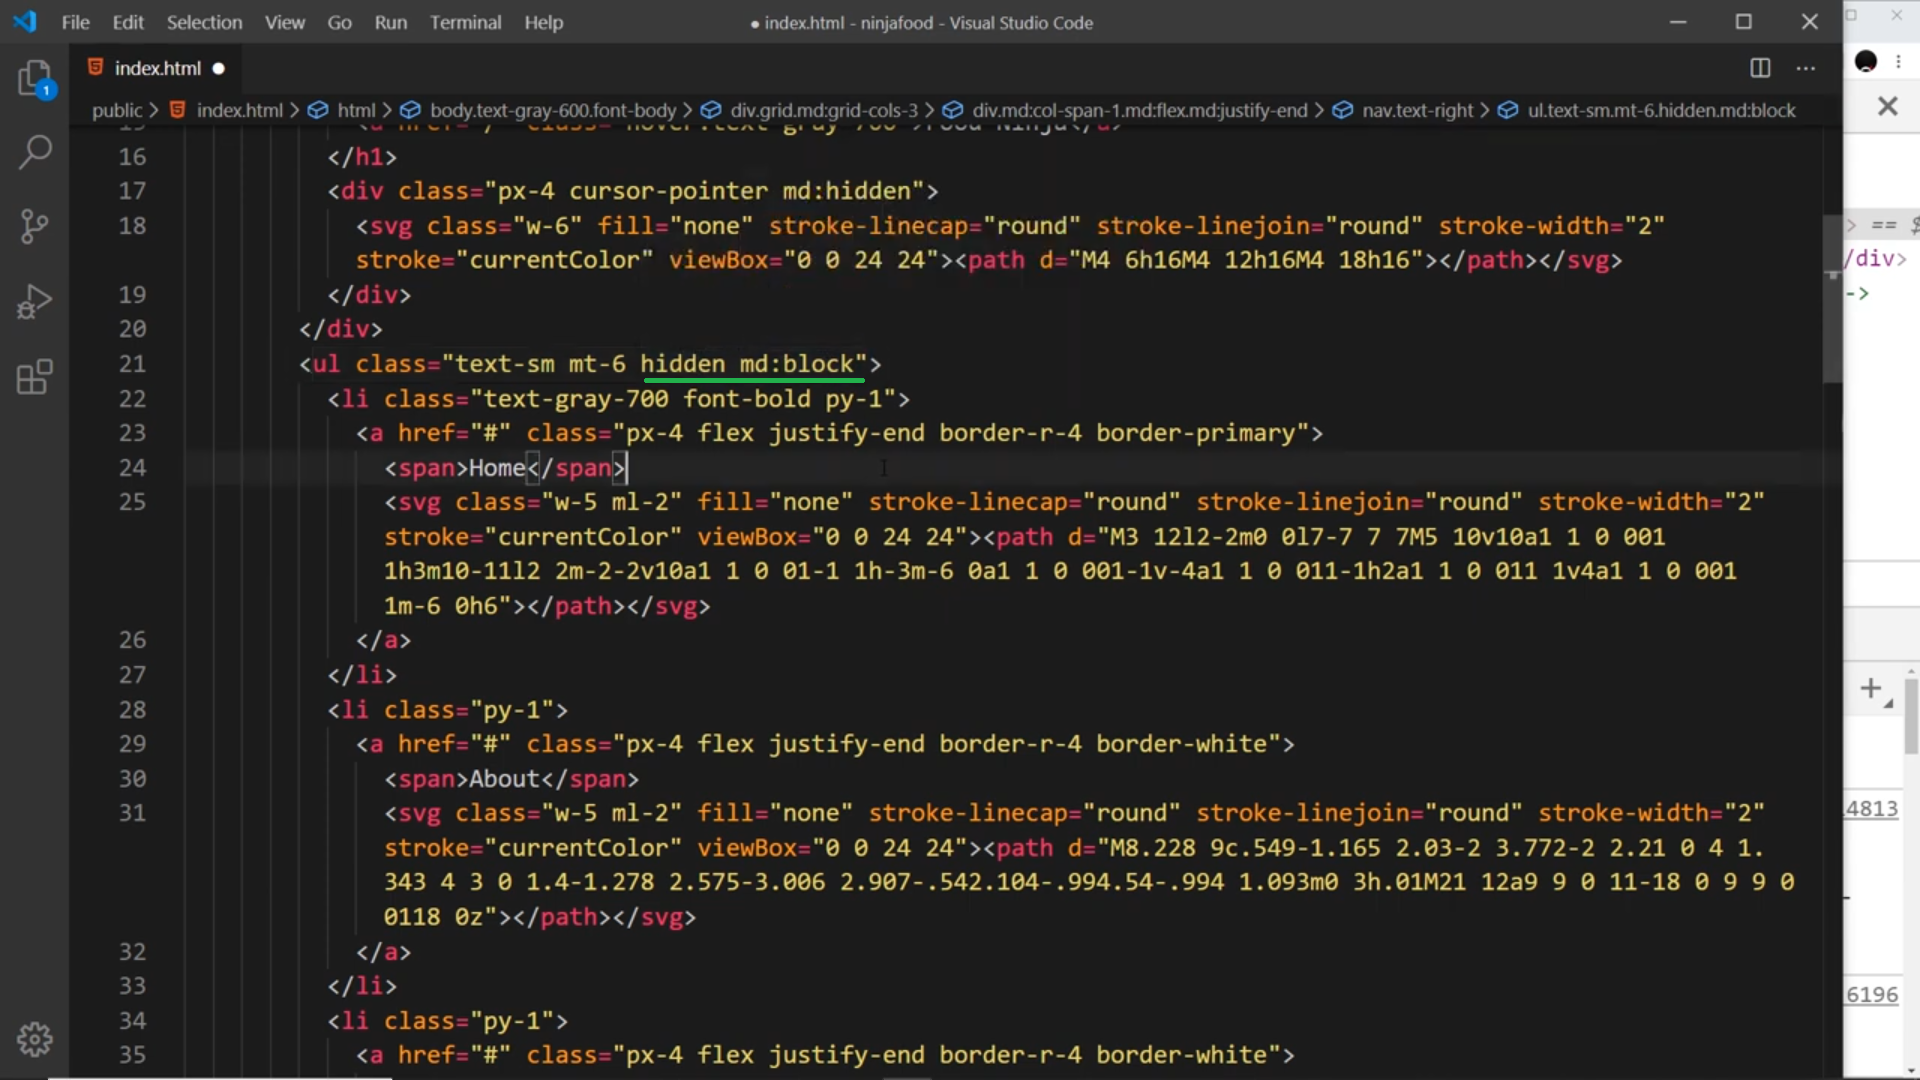 File Edit Selection View Go Run Terminal Help
● index.html - ninjafood - Visual Studio Code
1
index.html ●
public > index.html > html > body.text-gray-600.font-body > div.grid.md:grid-cols-3 > div.md:col-span-1.md:flex.md:justify-end > nav.text-right > ul.text-sm.mt-6.hidden.md:block
16 </h1>
17 <div class="px-4 cursor-pointer md:hidden">
18 <svg class="w-6" fill="none" stroke-linecap="round" stroke-linejoin="round" stroke-width="2"
stroke="currentColor" viewBox="0 0 24 24"><path d="M4 6h16M4 12h16M4 18h16"></path></svg>
19 </div>
20 </div>
21 <ul class="text-sm mt-6 hidden md:block">
22 <li class="text-gray-700 font-bold py-1">
23 <a href="#" class="px-4 flex justify-end border-r-4 border-primary">
24 <span>Home</span>
25 <svg class="w-5 ml-2" fill="none" stroke-linecap="round" stroke-linejoin="round" stroke-width="2"
stroke="currentColor" viewBox="0 0 24 24"><path d="M3 12l2-2m0 0l7-7 7 7M5 10v10a1 1 0 001
1h3m10-11l2 2m-2-2v10a1 1 0 01-1 1h-3m-6 0a1 1 0 001-1v-4a1 1 0 011-1h2a1 1 0 011 1v4a1 1 0 001
1m-6 0h6"></path></svg>
26 </a>
27 </li>
28 <li class="py-1">
29 <a href="#" class="px-4 flex justify-end border-r-4 border-white">
30 <span>About</span>
31 <svg class="w-5 ml-2" fill="none" stroke-linecap="round" stroke-linejoin="round" stroke-width="2"
stroke="currentColor" viewBox="0 0 24 24"><path d="M8.228 9c.549-1.165 2.03-2 3.772-2 2.21 0 4 1.
343 4 3 0 1.4-1.278 2.575-3.006 2.907-.542.104-.994.54-.994 1.093m0 3h.01M21 12a9 9 0 11-18 0 9 9 0
0118 0z"></path></svg>
32 </a>
33 </li>
34 <li class="py-1">
35 <a href="#" class="px-4 flex justify-end border-r-4 border-white">
> == $
/div>
->
4813
6196